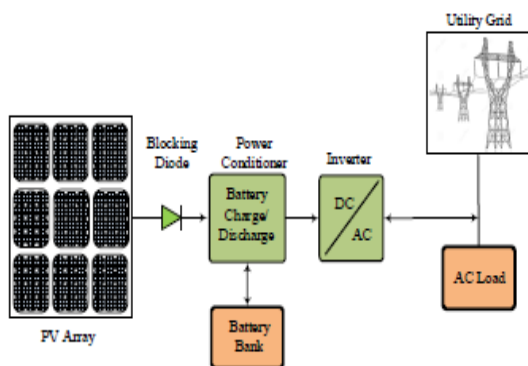 Utility Grid
Blocking
Diode
Power
Conditioner
Inverter
Battery
Charge/
Discharge
DC
AC
AC Load
PV Array
Battery
Bank